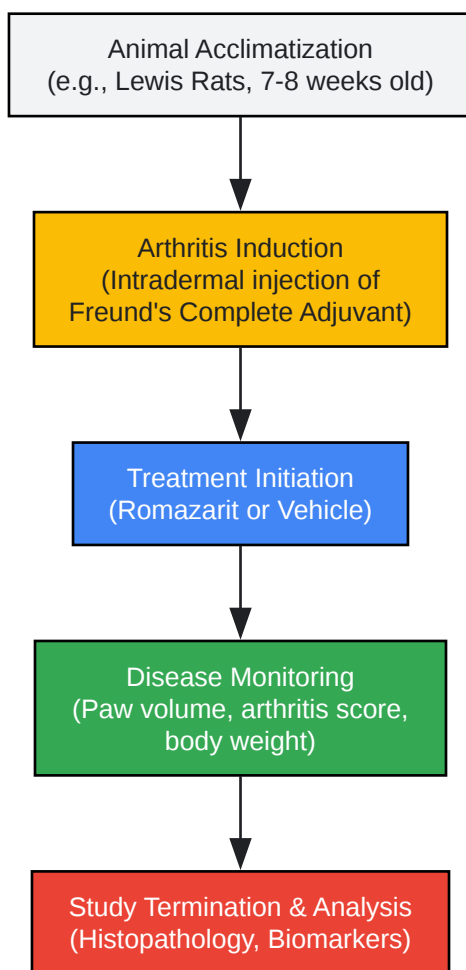 Animal Acclimatization
(e.g., Lewis Rats, 7-8 weeks old)
Arthritis Induction
(Intradermal injection of
Freund's Complete Adjuvant)
Treatment Initiation
(Romazarit or Vehicle)
Disease Monitoring
(Paw volume, arthritis score,
body weight)
Study Termination & Analysis
(Histopathology, Biomarkers)